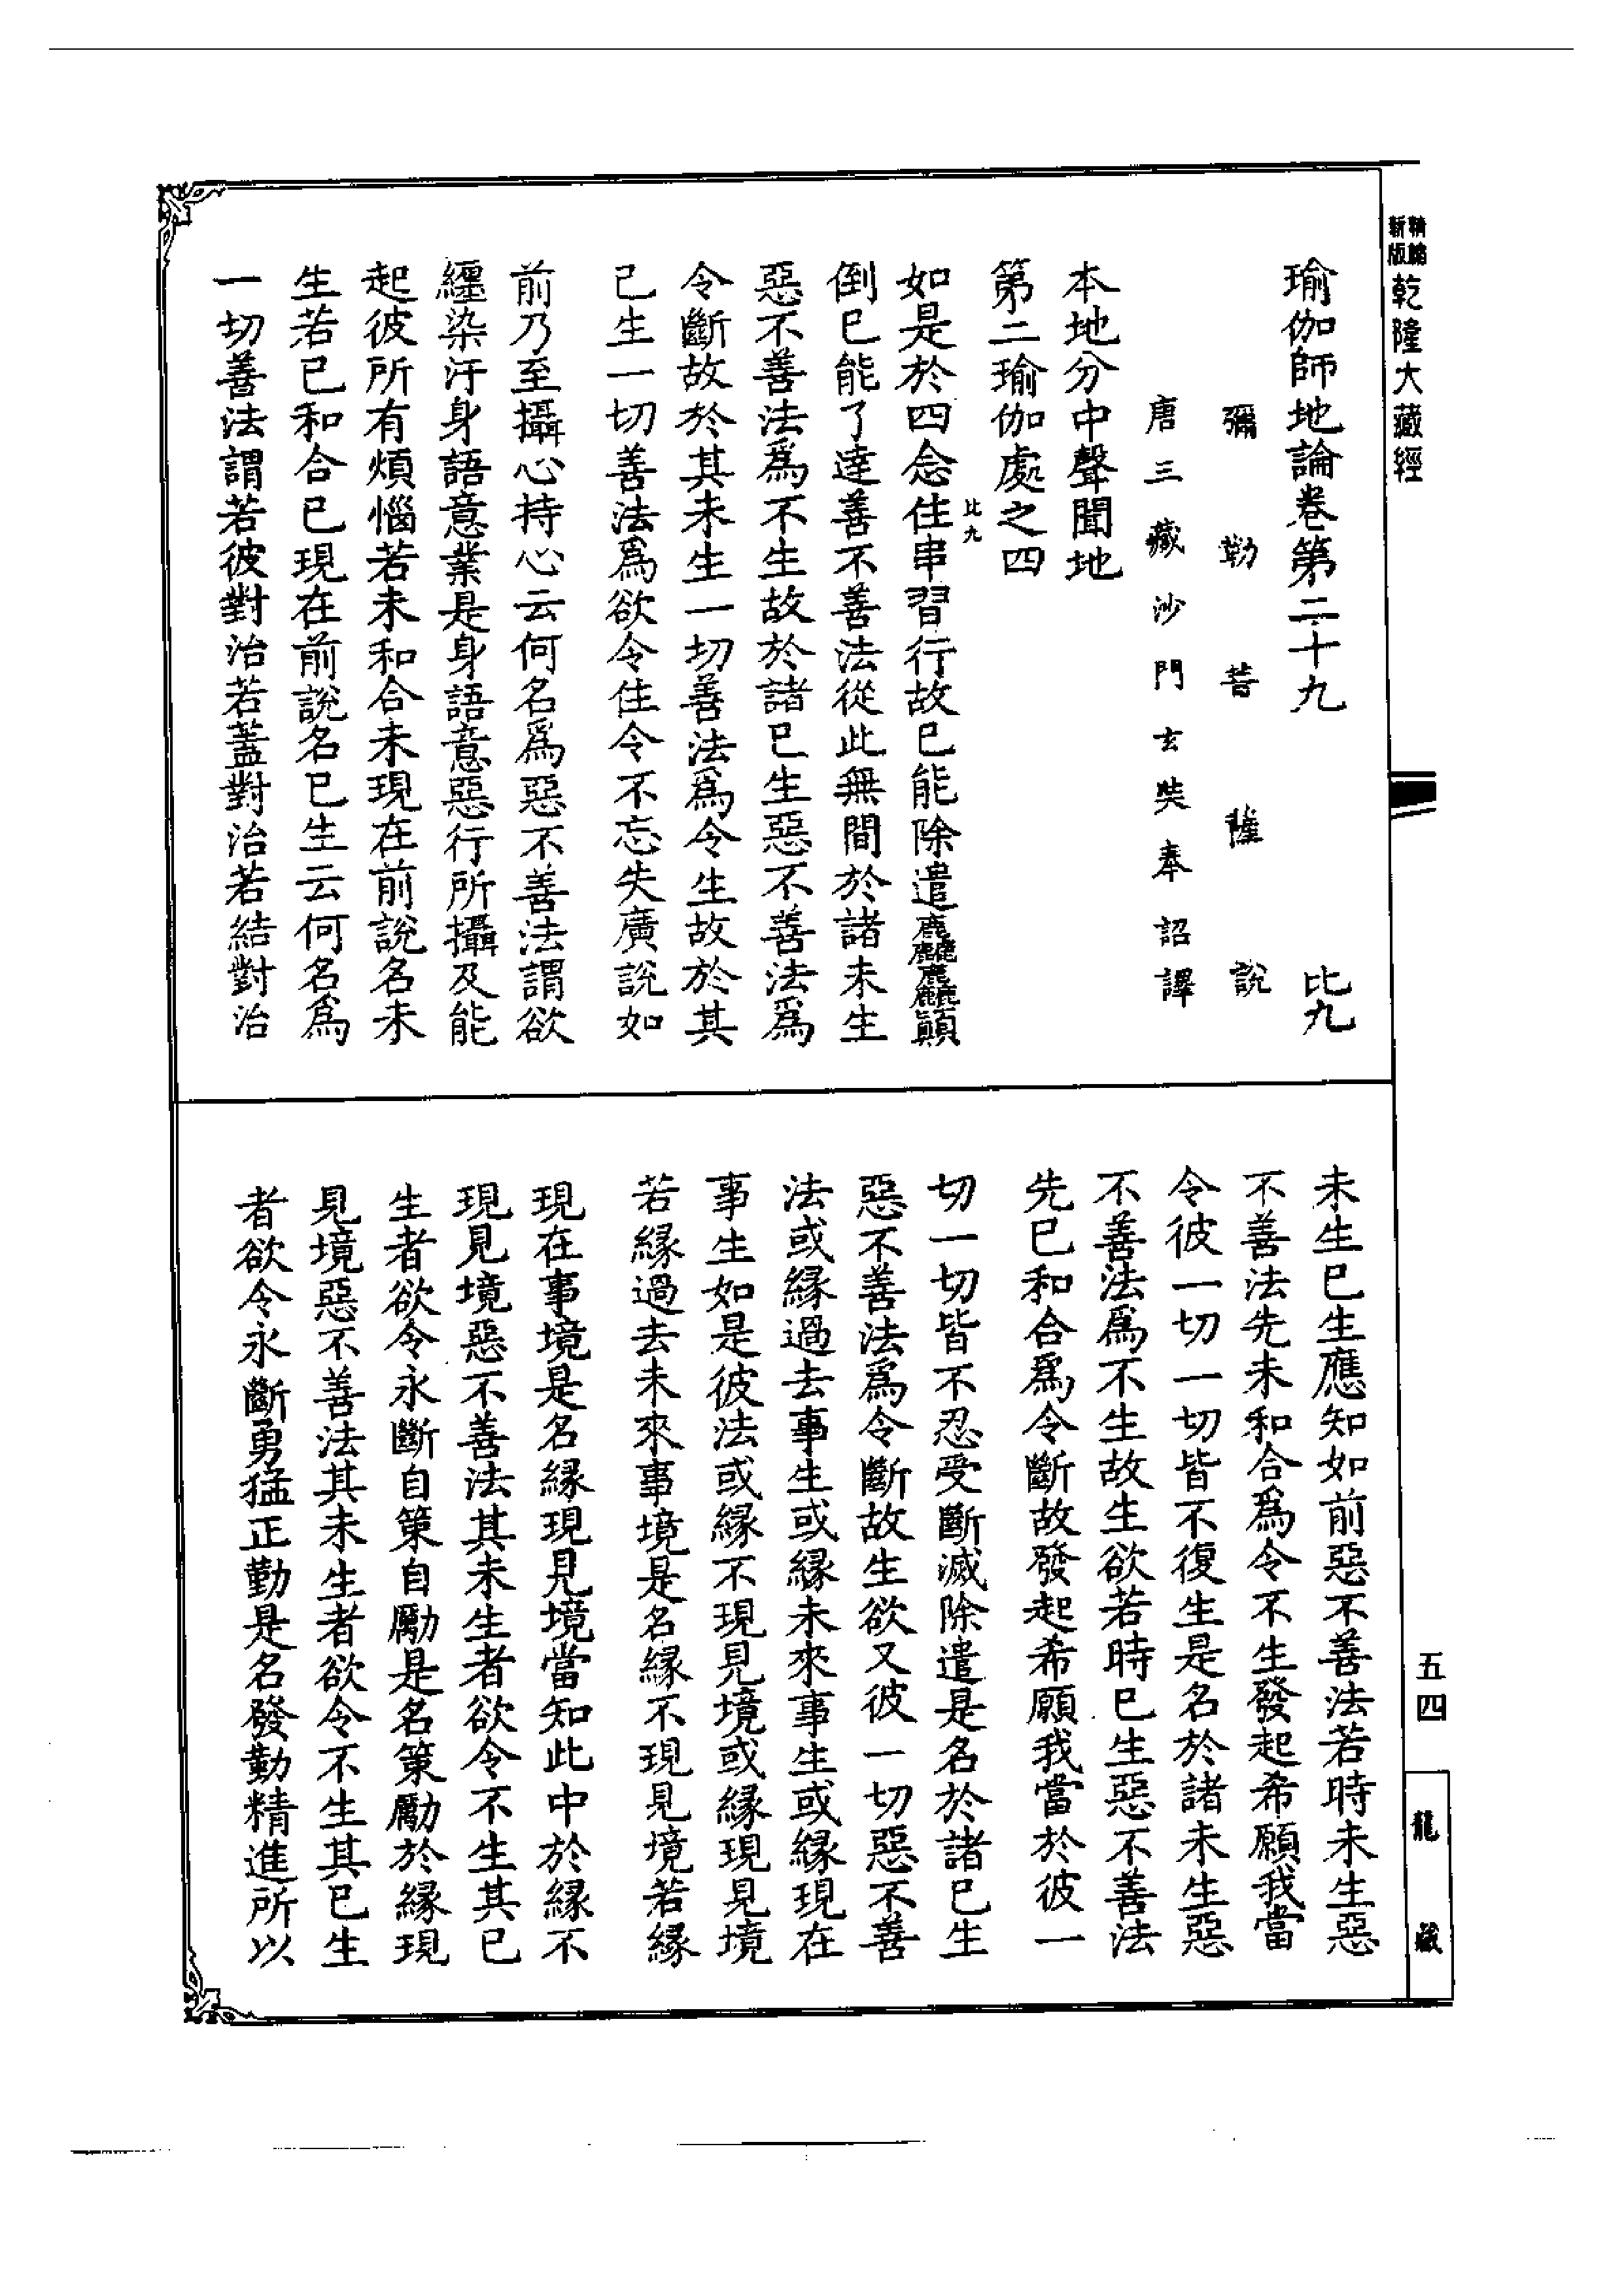 新版精縮乾隆大藏經
瑜伽師地論卷第二十九 比九
彌勒菩薩說
唐三藏沙門玄奘奉詔譯
本地分中聲聞地
第二瑜伽處之四
比九
如是於四念住串習行故已能除遣麤麤顛
倒已能了達善不善法從此無間於諸未生
惡不善法爲不生故於諸已生惡不善法爲
令斷故於其未生一切善法爲令生故於其
已生一切善法爲欲令住令不忘失廣說如
前乃至攝心持心云何名爲惡不善法謂欲
纏染汙身語意業是身語意惡行所攝及能
起彼所有煩惱若未和合未現在前說名未
生若已和合已現在前說名已生云何名爲
一切善法謂若彼對治若蓋對治若結對治
未生已生應知如前惡不善法若時未生惡
不善法先未和合爲令不生發起希願我當
令彼一切一切皆不復生是名於諸未生惡
不善法爲不生故生欲若時已生惡不善法
先已和合爲令斷故發起希願我當於彼一
切一切皆不忍受斷滅除遣是名於諸已生
惡不善法爲令斷故生欲又彼一切惡不善
法或緣過去事生或緣未來事生或緣現在
事生如是彼法或緣不現見境或緣現見境
若緣過去未來事境是名緣不現見境若緣
現在事境是名緣現見境當知此中於緣不
現見境惡不善法其未生者欲令不生其已
生者欲令永斷自策自勵是名策勵於緣現
見境惡不善法其未生者欲令不生其已生
者欲令永斷勇猛正勤是名發勤精進所以
五四
龍藏